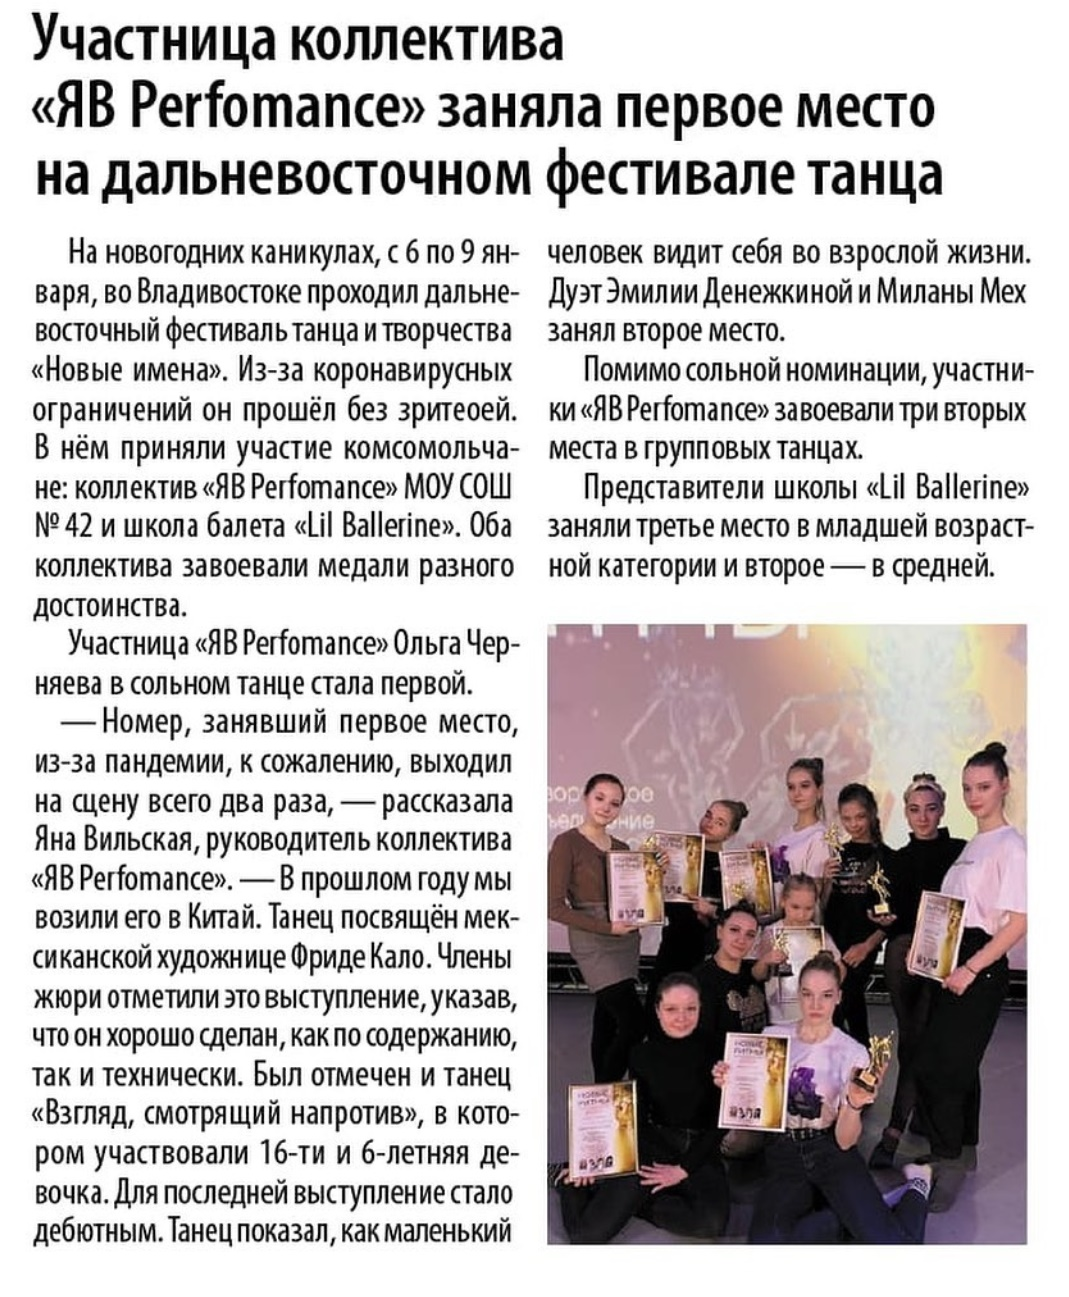 Участница коллектива
«ЯВ Perfomance» заняла первое место
на дальневосточном фестивале танца
На новогодних каникулах, с 6 по 9 ян-
варя, во Владивостоке проходил дальне-
восточный фестиваль танца и творчества
«Новые имена». Из-за коронавирусных
ограничений он прошёл без зритеоей.
В нём приняли участие комсомольча-
не: коллектив «ЯВ Perfomance» МОУ СОШ
№ 42 и школа балета «Lil Ballerine». Оба
коллектива завоевали медали разного
достоинства.
Участница «ЯВ Perfomance» Ольга Чер-
няева в сольном танце стала первой.
— Номер, занявший первое место,
из-за пандемии, к сожалению, выходил
на сцену всего два раза, — рассказала
Яна Вильская, руководитель коллектива
«ЯВ Perfomance». — В прошлом году мы
возили его в Китай. Танец посвящён мек-
сиканской художнице Фриде Кало. Члены
жюри отметили это выступление, указав,
что он хорошо сделан, как по содержанию,
так и технически. Был отмечен и танец
«Взгляд, смотрящий напротив», в кото-
ром участвовали 16-ти и 6-летняя де-
вочка. Для последней выступление стало
дебютным. Танец показал, как маленький
человек видит себя во взрослой жизни.
Дуэт Эмилии Денежкиной и Миланы Мех
занял второе место.
Помимо сольной номинации, участни-
ки «ЯВ Perfomance» завоевали три вторых
места в групповых танцах.
Представители школы «Lil Ballerine»
заняли третье место в младшей возраст-
ной категории и второе — в средней.
НОВЫЕ
РИТМЫ
НОВЫЕ
РИТМЫ